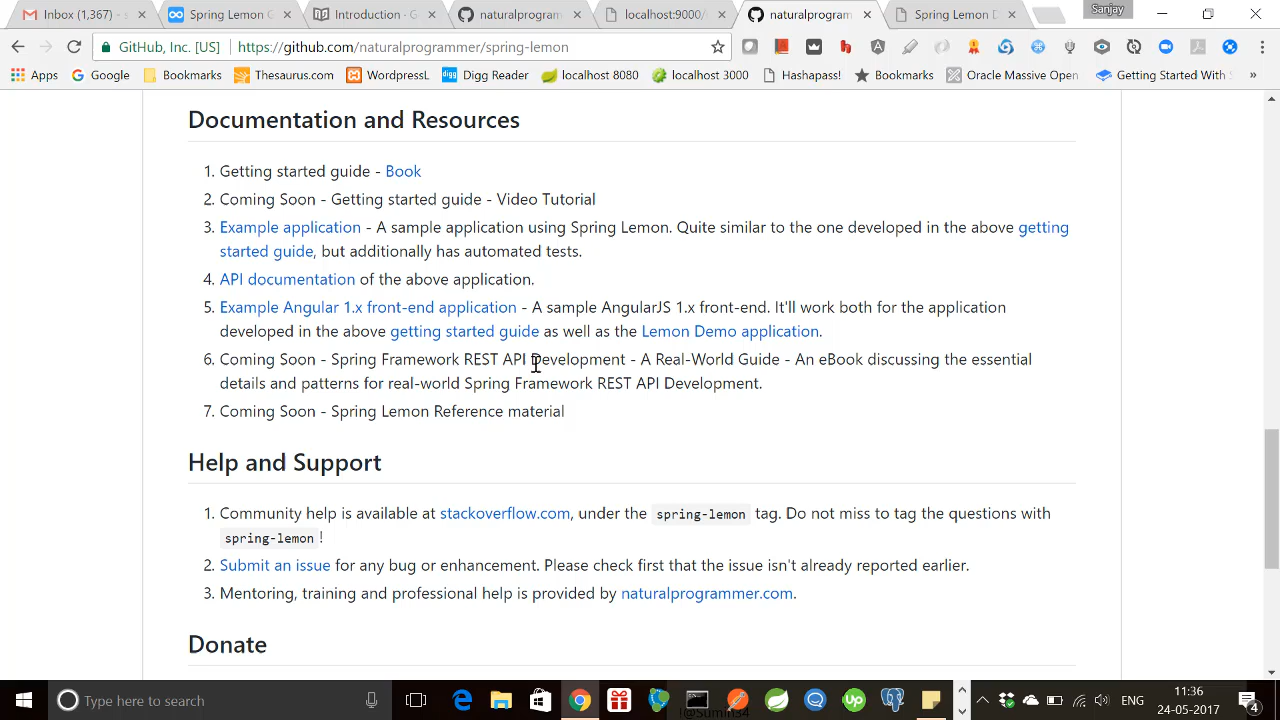 Sanjay
Inbox (1,367) - s
Spring Lemon G
Introduction · G
naturalprogram
localhost:9000/
naturalprogram
Spring Lemon D
GitHub, Inc. [US]
https://github.com/naturalprogrammer/spring-lemon
Apps
Google
Bookmarks
Thesaurus.com
WordpressL
Digg Reader
localhost 8080
localhost 3000
Hashapass!
Bookmarks
Oracle Massive Open
Getting Started With
»
Documentation and Resources
1. Getting started guide - Book
2. Coming Soon - Getting started guide - Video Tutorial
3. Example application - A sample application using Spring Lemon. Quite similar to the one developed in the above getting
started guide, but additionally has automated tests.
4. API documentation of the above application.
5. Example Angular 1.x front-end application - A sample AngularJS 1.x front-end. It'll work both for the application
developed in the above getting started guide as well as the Lemon Demo application.
6. Coming Soon - Spring Framework REST API Development - A Real-World Guide - An eBook discussing the essential
details and patterns for real-world Spring Framework REST API Development.
7. Coming Soon - Spring Lemon Reference material
Help and Support
1. Community help is available at stackoverflow.com, under the spring-lemon tag. Do not miss to tag the questions with
spring-lemon !
2. Submit an issue for any bug or enhancement. Please check first that the issue isn't already reported earlier.
3. Mentoring, training and professional help is provided by naturalprogrammer.com.
Donate
Type here to search
ENG
11:36
24-05-2017
4